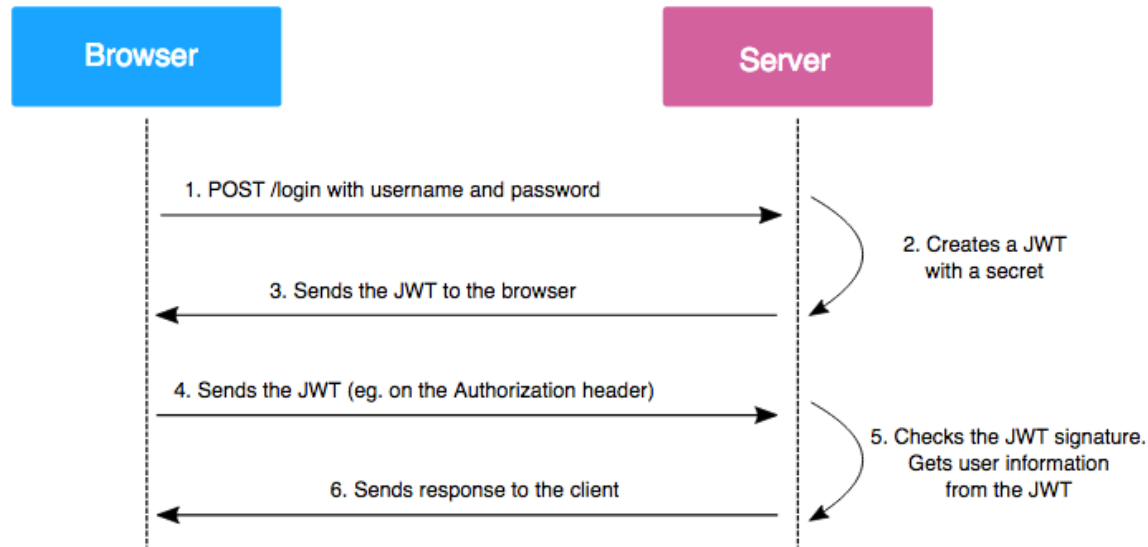 Browser
Server
1. POST /login with username and password
2. Creates a JWT
with a secret
3. Sends the JWT to the browser
4. Sends the JWT (eg. on the Authorization header)
5. Checks the JWT signature.
Gets user information
from the JWT
6. Sends response to the client